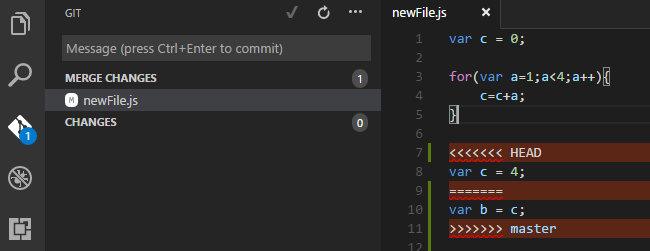 GIT
Message (press Ctrl+Enter to commit)
MERGE CHANGES 1
M newFile.js
CHANGES 0
1
newFile.js
1 var c = 0;
2
3 for(var a=1;a<4;a++){
4 c=c+a;
5 }
6
7 <<<<<<< HEAD
8 var c = 4;
9 =======
10 var b = c;
11 >>>>>>> master
12